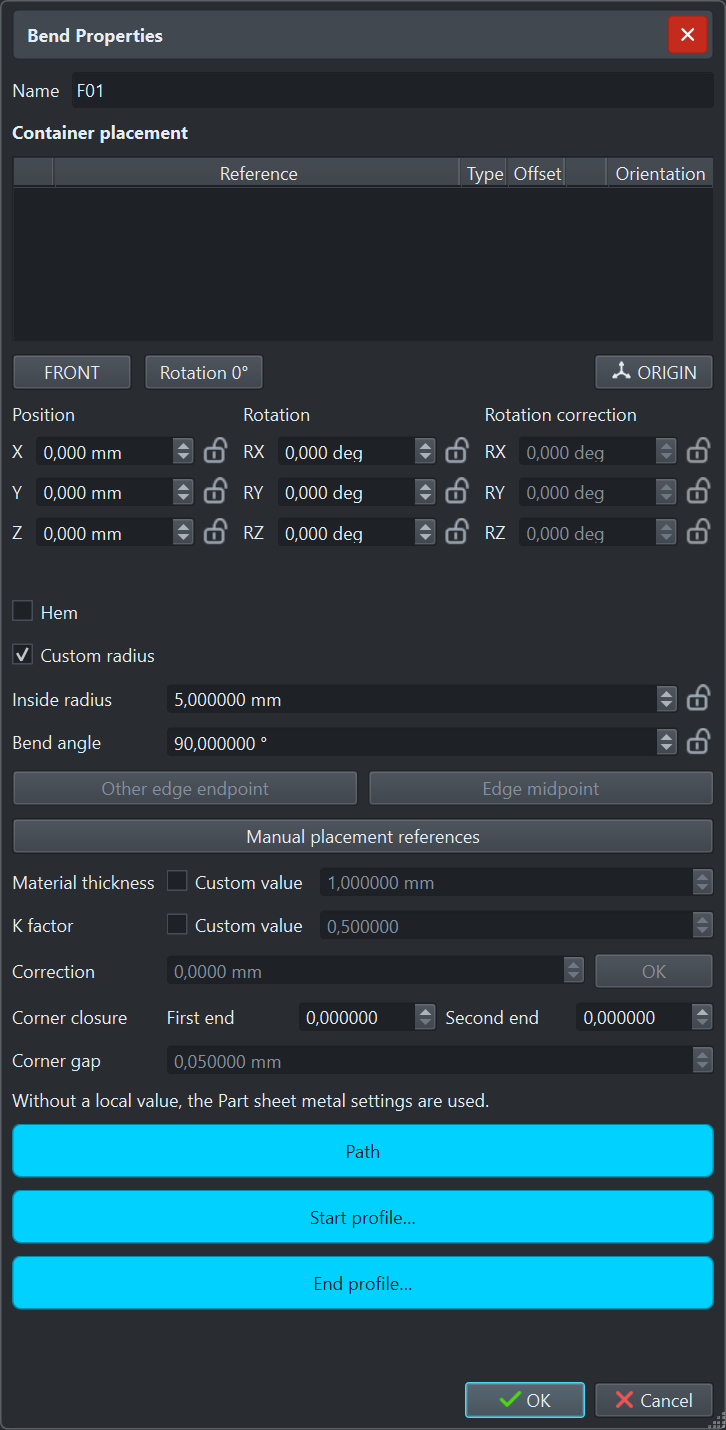 Bend Properties
Name F01
Container placement
Reference Type Offset Orientation
FRONT Rotation 0° ORIGIN
Position Rotation Rotation correction
X 0,000 mm RX 0,000 deg RX 0,000 deg
Y 0,000 mm RY 0,000 deg RY 0,000 deg
Z 0,000 mm RZ 0,000 deg RZ 0,000 deg
Hem
Custom radius
Inside radius 5,000000 mm
Bend angle 90,000000 °
Other edge endpoint Edge midpoint
Manual placement references
Material thickness Custom value 1,000000 mm
K factor Custom value 0,500000
Correction 0,0000 mm OK
Corner closure First end 0,000000 Second end 0,000000
Corner gap 0,050000 mm
Without a local value, the Part sheet metal settings are used.
Path
Start profile...
End profile...
OK Cancel